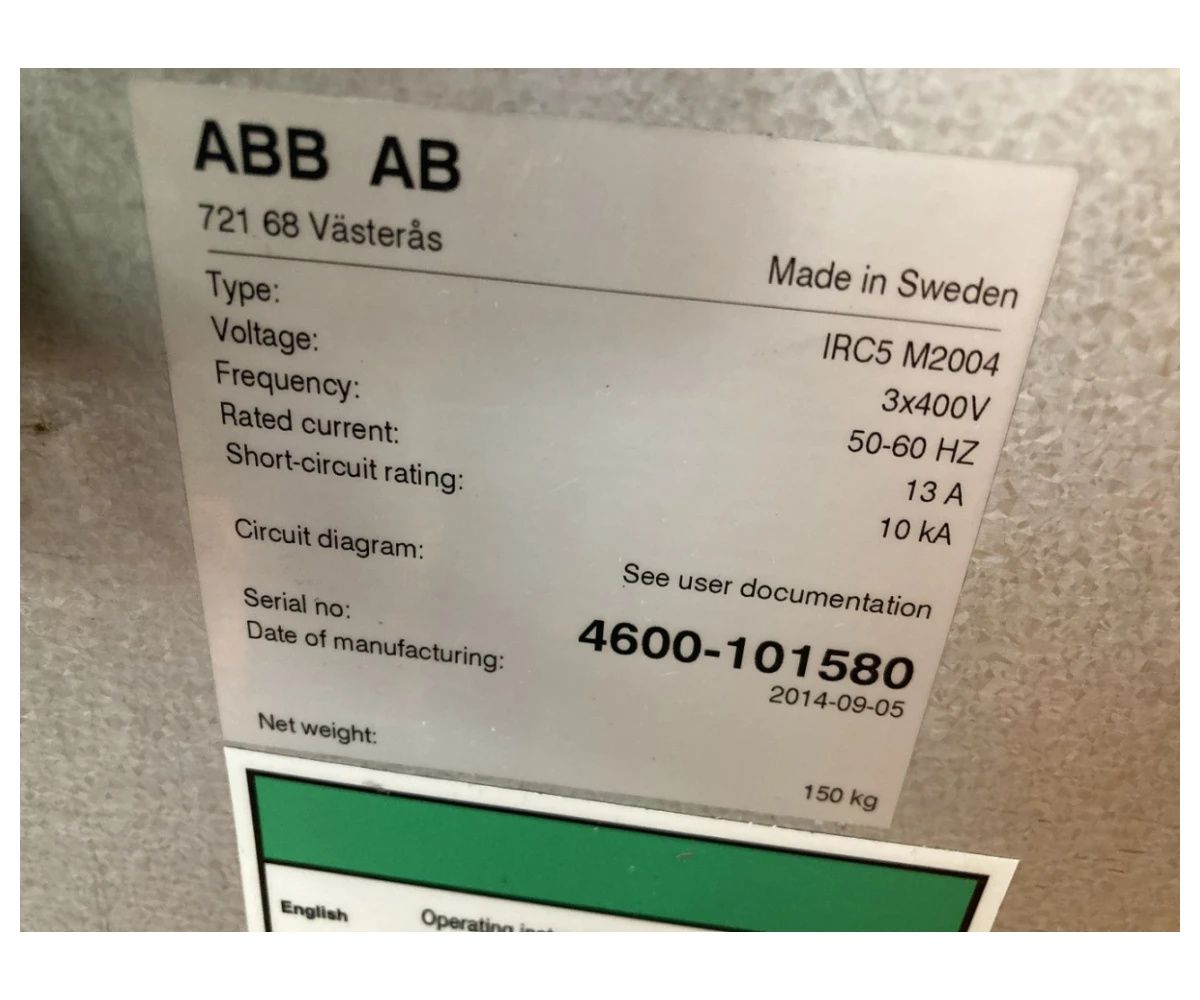 ABB AB
721 68 Västerås
Made in Sweden
Type: IRC5 M2004
Voltage: 3x400V
Frequency: 50-60 HZ
Rated current: 13 A
Short-circuit rating: 10 kA
Circuit diagram: See user documentation
Serial no: 4600-101580
Date of manufacturing: 2014-09-05
Net weight: 150 kg
English Operating